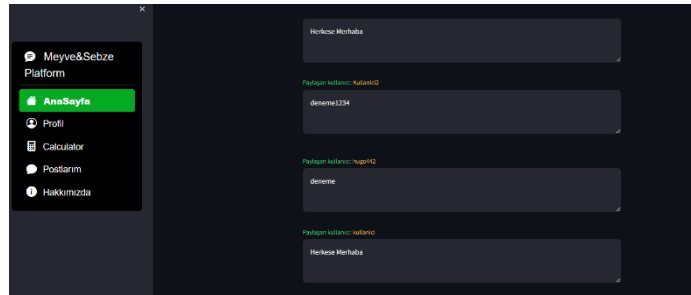 ×
Meyve&Sebze
Platform
AnaSayfa
Profil
Calculator
Postlarım
Hakkımızda
Herkese Merhaba
Paylaşan kullanıcı: Kullanici2
deneme1234
Paylaşan kullanıcı: hugo442
deneme
Paylaşan kullanıcı: kullanici
Herkese Merhaba